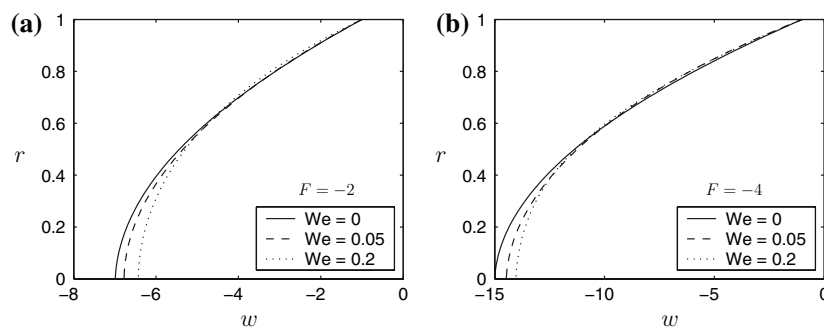 (a)
1
0.8
0.6
r
0.4
0.2
0
F = −2
We = 0
We = 0.05
We = 0.2
−8 −6 −4 −2 0
w
(b)
1
0.8
0.6
r
0.4
0.2
0
F = −4
We = 0
We = 0.05
We = 0.2
−15 −10 −5 0
w